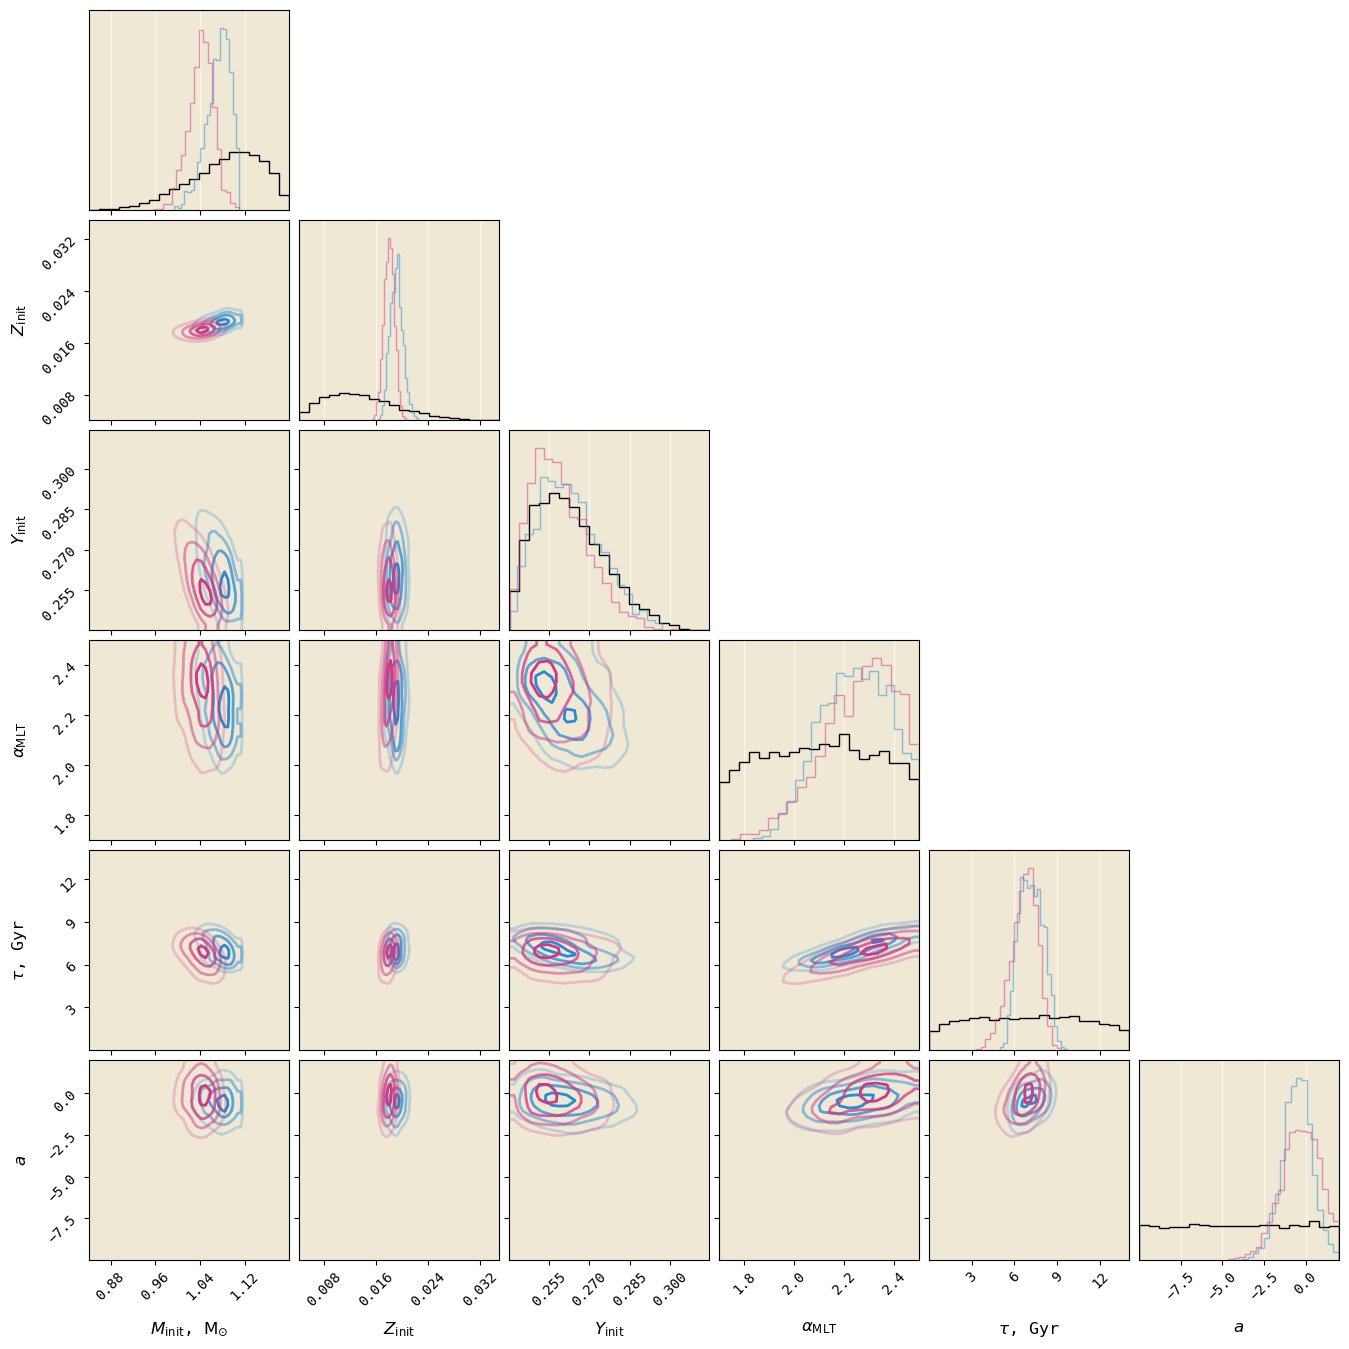 0.032
0.024
0.016
0.008
Z_init
0.300
0.285
0.270
0.255
Y_init
2.4
2.2
2.0
1.8
α_MLT
12
9
6
3
τ, Gyr
0.0
−2.5
−5.0
−7.5
a
0.88 0.96 1.04 1.12
0.008 0.016 0.024 0.032
0.255 0.270 0.285 0.300
1.8 2.0 2.2 2.4
3 6 9 12
−7.5 −5.0 −2.5 0.0
M_init, M_⊙
Z_init
Y_init
α_MLT
τ, Gyr
a